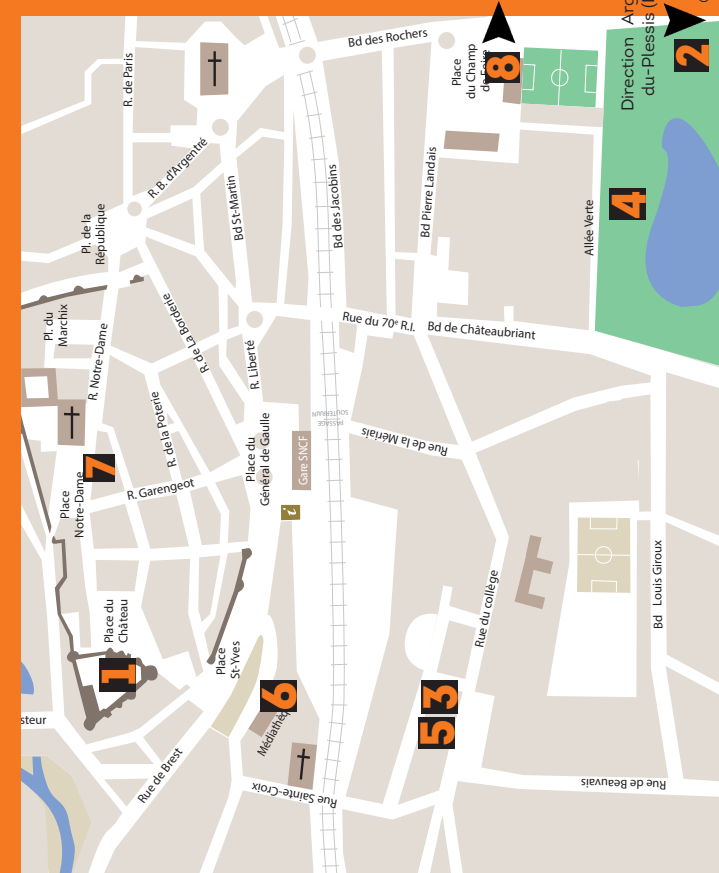 Bd des Rochers
R. de Paris
Place
du Champ
de Foire
8
Direction
du-Plessis
2
R. B. d'Argentré
Bd St-Martin
Bd des Jacobins
Bd Pierre Landais
Allée Verte
4
Pl. de la
République
Pl. du
Marchix
R. Notre-Dame
R. de La Borderie
R. Liberté
Rue du 70e R.I.
Bd de Châteaubriant
R. de la Poterie
Place du
Général de Gaulle
Gare SNCF
PASSAGE
SOUTERRAIN
Rue de la Mériais
7
Place
Notre-Dame
R. Garengeot
i
Place du
Château
1
Place
St-Yves
6
Médiathèq
Rue du collège
Bd Louis Giroux
3
5
steur
Rue de Brest
Rue Sainte-Croix
Rue de Beauvais